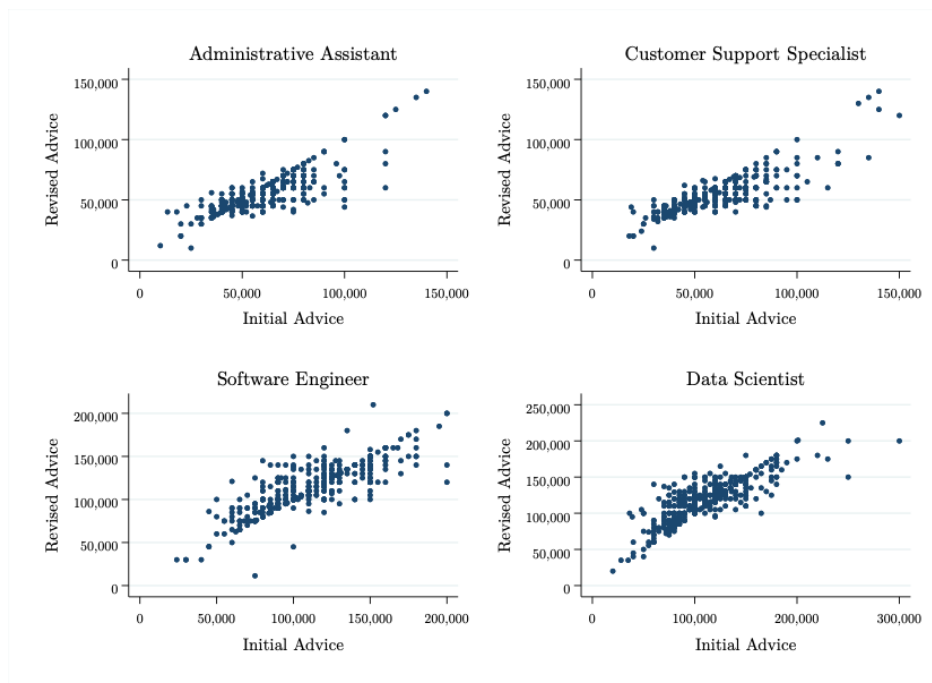 Administrative Assistant
150,000
100,000
50,000
0
Revised Advice
0 50,000 100,000 150,000
Initial Advice
Customer Support Specialist
150,000
100,000
50,000
0
Revised Advice
0 50,000 100,000 150,000
Initial Advice
Software Engineer
200,000
150,000
100,000
50,000
0
Revised Advice
0 50,000 100,000 150,000 200,000
Initial Advice
Data Scientist
250,000
200,000
150,000
100,000
50,000
0
Revised Advice
0 100,000 200,000 300,000
Initial Advice